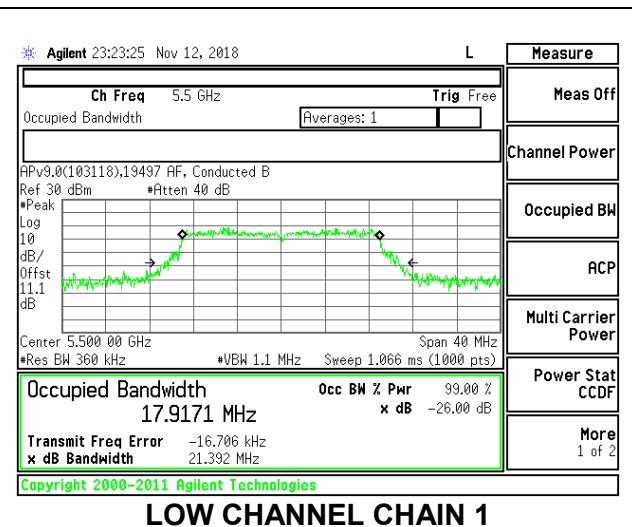 Agilent 23:23:25 Nov 12, 2018 L Measure
Ch Freq 5.5 GHz Trig Free
Occupied Bandwidth Averages: 1
Meas Off
Channel Power
APv9.0(103118),19497 AF, Conducted B
Ref 30 dBm #Atten 40 dB
#Peak
Log
10
dB/
Offst
11.1
dB
Occupied BW
ACP
Multi Carrier
Power
Center 5.500 00 GHz Span 40 MHz
#Res BW 360 kHz #VBW 1.1 MHz Sweep 1.066 ms (1000 pts)
Occupied Bandwidth Occ BW % Pwr 99.00 %
17.9171 MHz x dB -26.00 dB
Transmit Freq Error -16.706 kHz
x dB Bandwidth 21.392 MHz
Power Stat
CCDF
More
1 of 2
Copyright 2000-2011 Agilent Technologies
LOW CHANNEL CHAIN 1